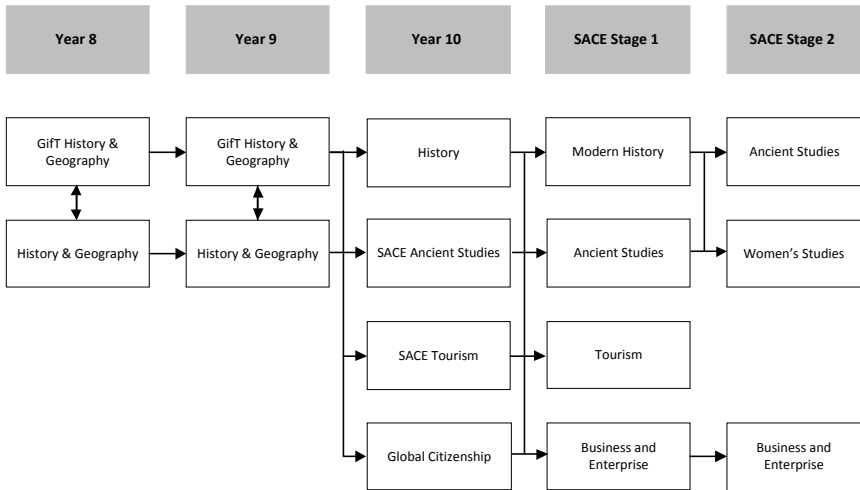 Year 8
Year 9
Year 10
SACE Stage 1
SACE Stage 2
GifT History &
Geography
GifT History &
Geography
History
Modern History
Ancient Studies
History & Geography
History & Geography
SACE Ancient Studies
Ancient Studies
Women's Studies
SACE Tourism
Tourism
Global Citizenship
Business and
Enterprise
Business and
Enterprise